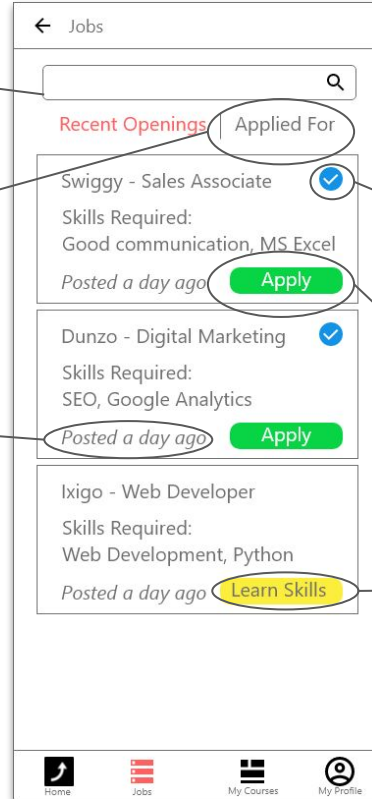 Jobs
Recent Openings Applied For
Swiggy - Sales Associate
Skills Required:
Good communication, MS Excel
Posted a day ago Apply
Dunzo - Digital Marketing
Skills Required:
SEO, Google Analytics
Posted a day ago Apply
Ixigo - Web Developer
Skills Required:
Web Development, Python
Posted a day ago Learn Skills
Home Jobs My Courses My Profile